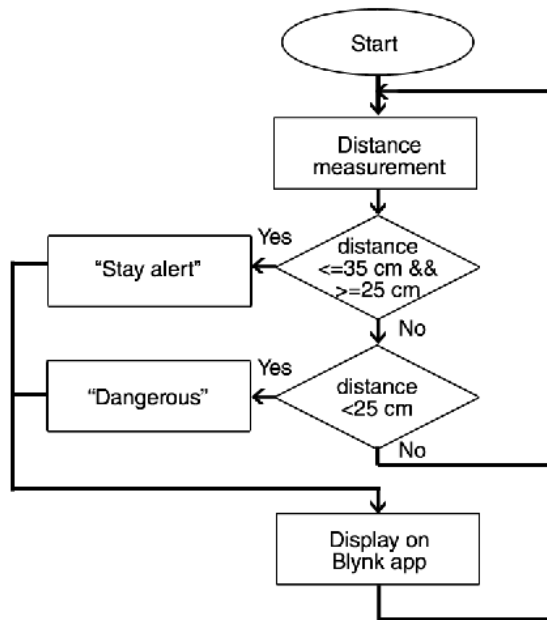 Start
Distance
measurement
Yes
distance
<=35 cm &&
>=25 cm
“Stay alert”
No
Yes
distance
<25 cm
“Dangerous”
No
Display on
Blynk app